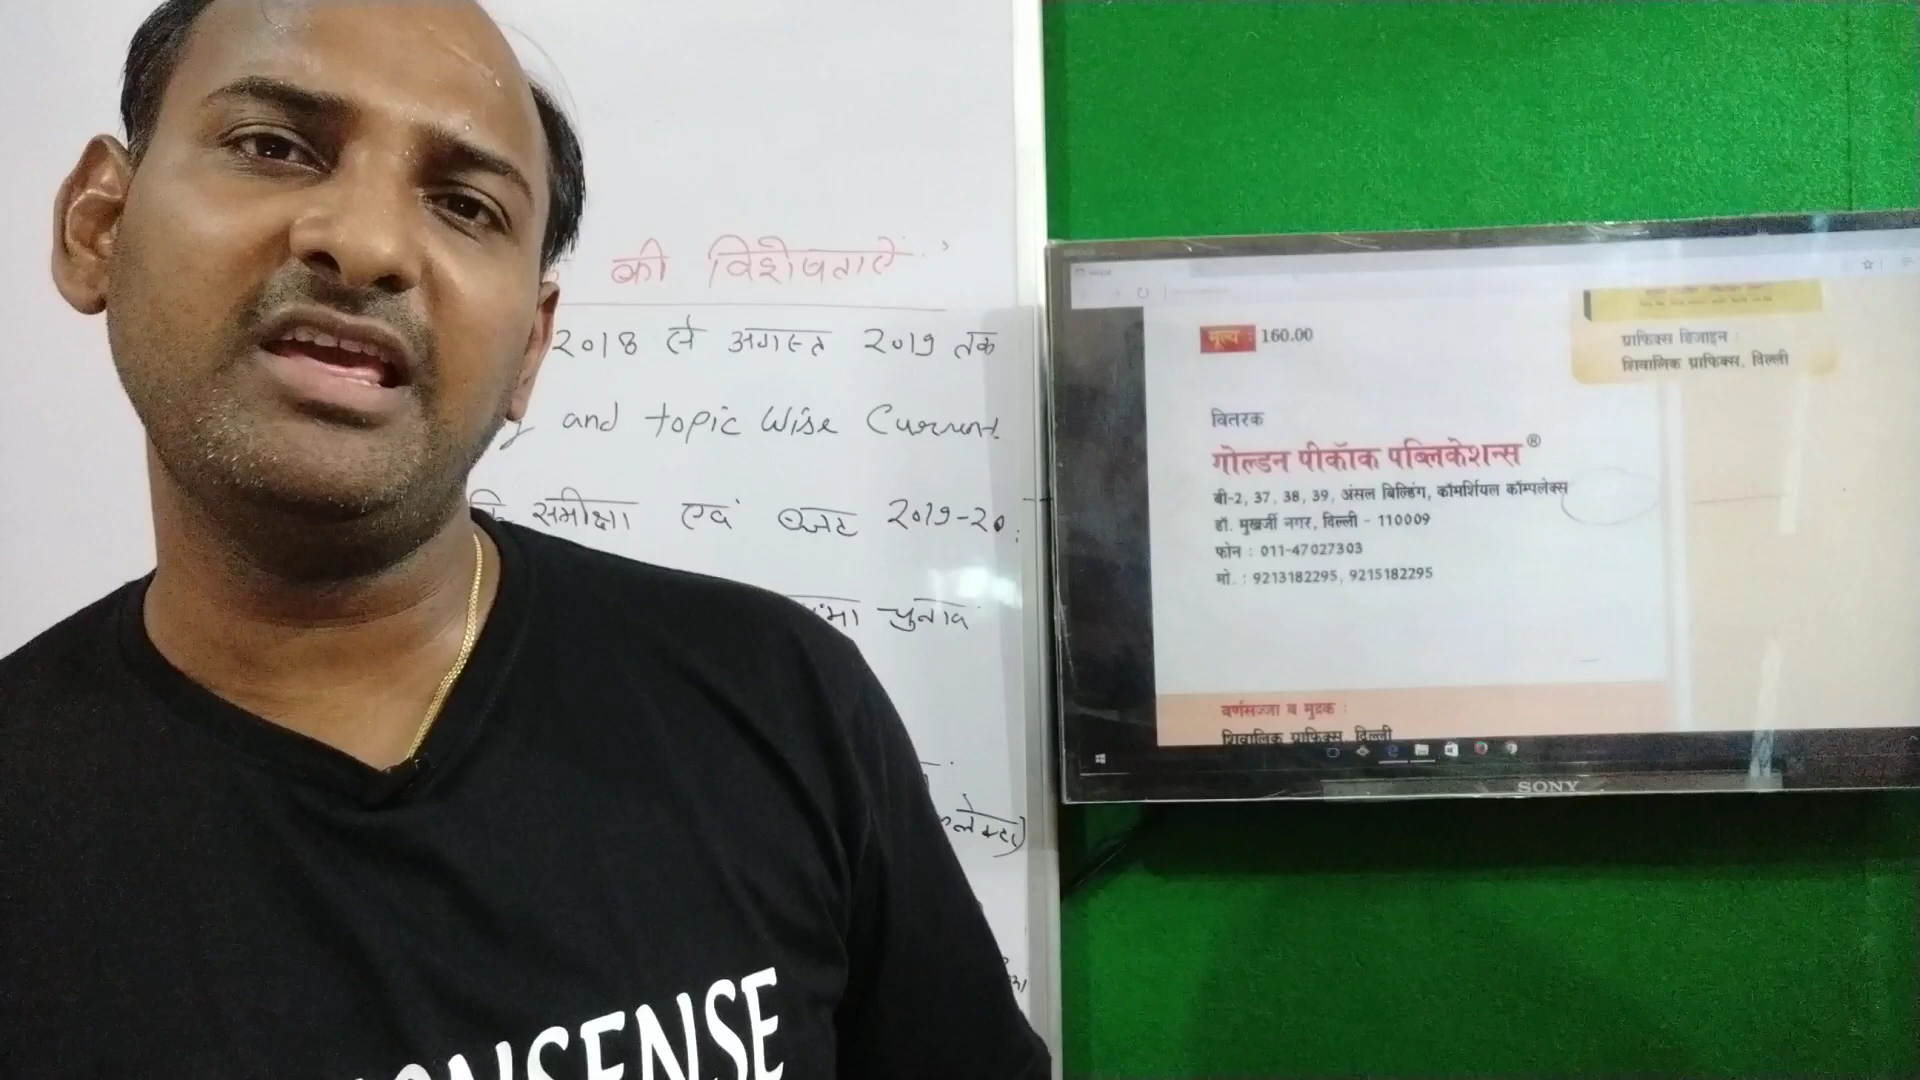 की विशेषताऐं
2018 से अगस्त 2019 तक
and topic wise Current
समीक्षा एवं बजट 2019-20
चुनाव
NSENSE
मूल्य : 160.00
ग्राफिक्स डिजाइन :
शिवालिक ग्राफिक्स, दिल्ली
वितरक
गोल्डन पीकॉक पब्लिकेशन्स®
बी-2, 37, 38, 39, अंसल बिल्डिंग, कॉमर्शियल कॉम्पलेक्स
डॉ. मुखर्जी नगर, दिल्ली - 110009
फोन : 011-47027303
मो. : 9213182295, 9215182295
वर्णसज्जा व मुद्रक :
शिवालिक ग्राफिक्स, दिल्ली
SONY